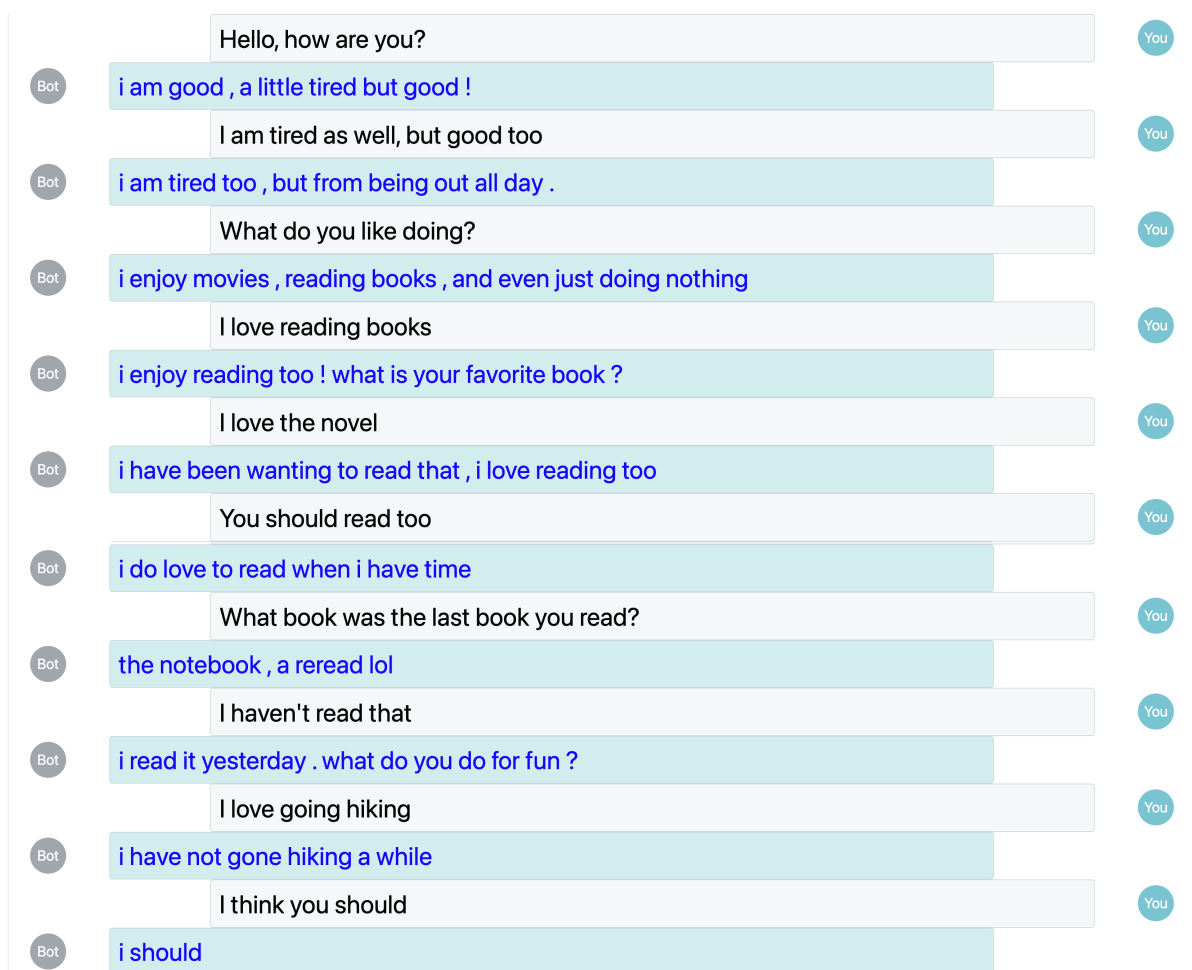 Hello, how are you?
You
Bot
i am good , a little tired but good !
I am tired as well, but good too
You
Bot
i am tired too , but from being out all day .
What do you like doing?
You
Bot
i enjoy movies , reading books , and even just doing nothing
I love reading books
You
Bot
i enjoy reading too ! what is your favorite book ?
I love the novel
You
Bot
i have been wanting to read that , i love reading too
You should read too
You
Bot
i do love to read when i have time
What book was the last book you read?
You
Bot
the notebook , a reread lol
I haven't read that
You
Bot
i read it yesterday . what do you do for fun ?
I love going hiking
You
Bot
i have not gone hiking a while
I think you should
You
Bot
i should